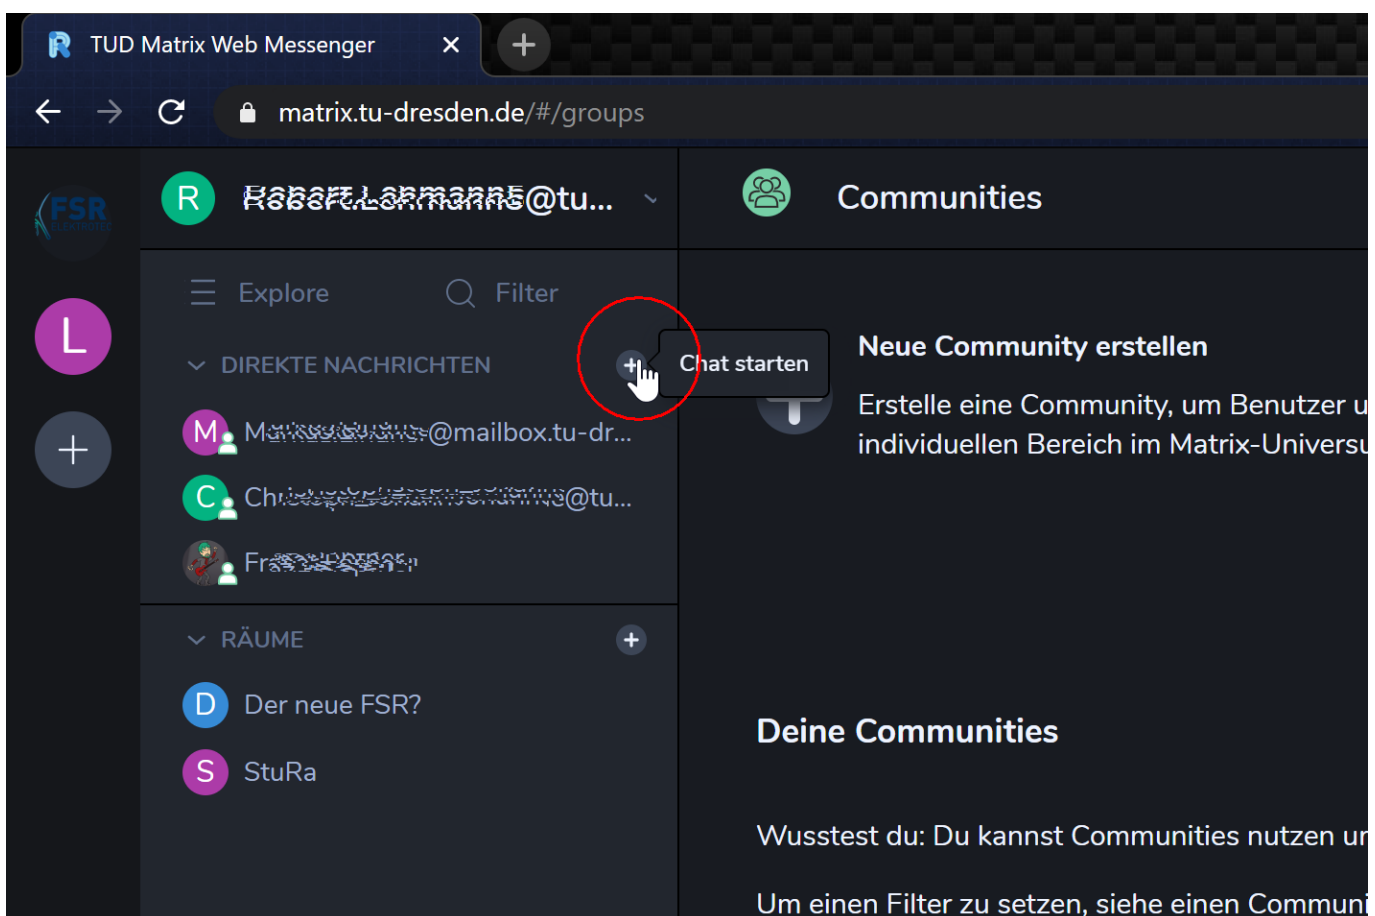 TUD Matrix Web Messenger
matrix.tu-dresden.de/#/groups
FSR
ELEKTROTEC
R
@tu...
Communities
Explore
Filter
L
DIREKTE NACHRICHTEN
Chat starten
Neue Community erstellen
Erstelle eine Community, um Benutzer u
individuellen Bereich im Matrix-Universu
M
@mailbox.tu-dr...
C
@tu...
RÄUME
D
Der neue FSR?
S
StuRa
Deine Communities
Wusstest du: Du kannst Communities nutzen un
Um einen Filter zu setzen, siehe einen Communi